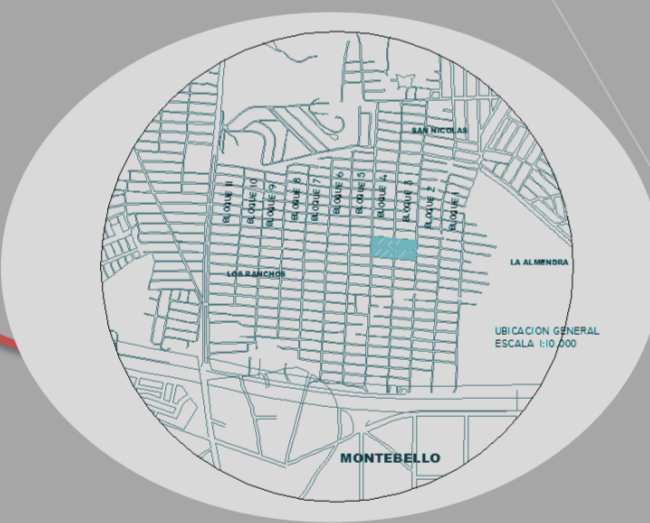 SAN NICOLAS
BLOQUE 11
BLOQUE 10
BLOQUE 9
BLOQUE 8
BLOQUE 7
BLOQUE 6
BLOQUE 5
BLOQUE 4
BLOQUE 3
BLOQUE 2
BLOQUE 1
LA ALMENDRA
LOS RANCHOS
UBICACION GENERAL
ESCALA 1:10,000
MONTEBELLO